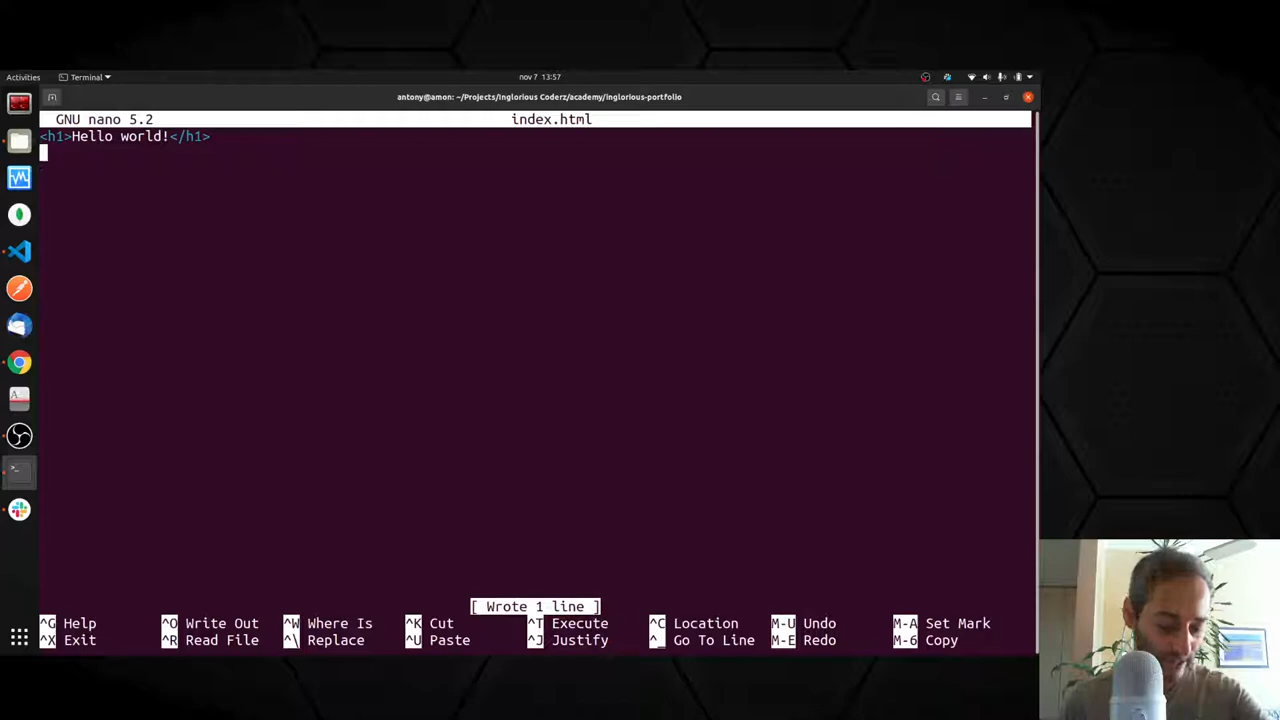 Activities Terminal nov 7 13:57
antony@amon: ~/Projects/Inglorious Coderz/academy/inglorious-portfolio
GNU nano 5.2 index.html
<h1>Hello world!</h1>
[ Wrote 1 line ]
^G Help ^O Write Out ^W Where Is ^K Cut ^T Execute ^C Location M-U Undo M-A Set Mark
^X Exit ^R Read File ^\ Replace ^U Paste ^J Justify ^_ Go To Line M-E Redo M-6 Copy